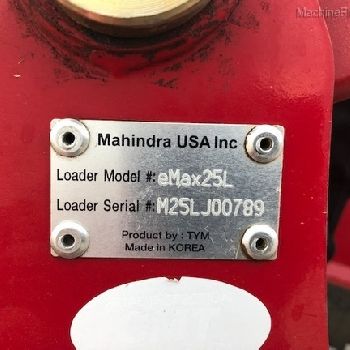 Mahindra USA Inc
Loader Model #: eMax25L
Loader Serial #: M25LJ00789
Product by : TYM
Made in KOREA